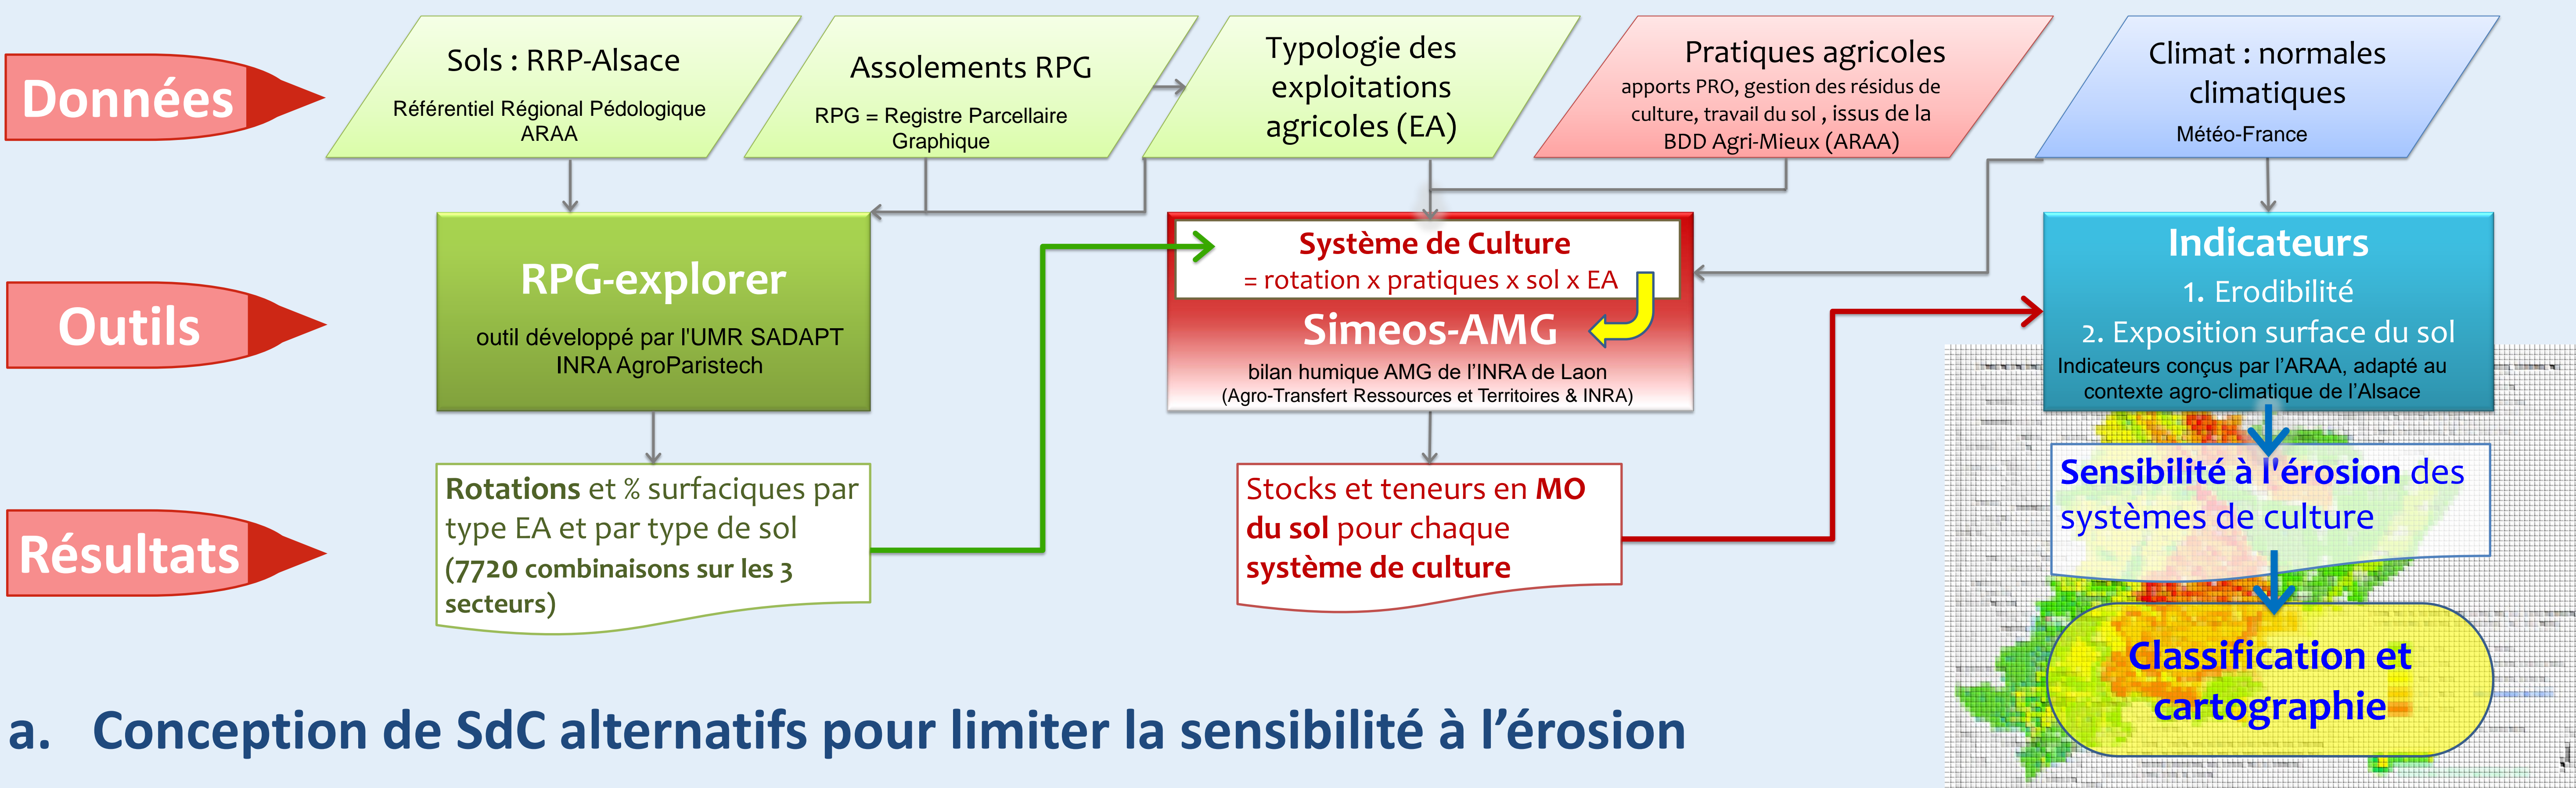 Données
Sols : RRP-Alsace
Référentiel Régional Pédologique
ARAA
Assolements RPG
RPG = Registre Parcellaire
Graphique
Typologie des
exploitations
agricoles (EA)
Pratiques agricoles
apports PRO, gestion des résidus de
culture, travail du sol , issus de la
BDD Agri-Mieux (ARAA)
Climat : normales
climatiques
Météo-France
Outils
RPG-explorer
outil développé par l'UMR SADAPT
INRA AgroParistech
Système de Culture
= rotation x pratiques x sol x EA
Simeos-AMG
bilan humique AMG de l'INRA de Laon
(Agro-Transfert Ressources et Territoires & INRA)
Indicateurs
1. Erodibilité
2. Exposition surface du sol
Indicateurs conçus par l'ARAA, adapté au
contexte agro-climatique de l'Alsace
Résultats
Rotations et % surfaciques par
type EA et par type de sol
(7720 combinaisons sur les 3
secteurs)
Stocks et teneurs en MO
du sol pour chaque
système de culture
Sensibilité à l'érosion des
systèmes de culture
Classification et
cartographie
a. Conception de SdC alternatifs pour limiter la sensibilité à l'érosion